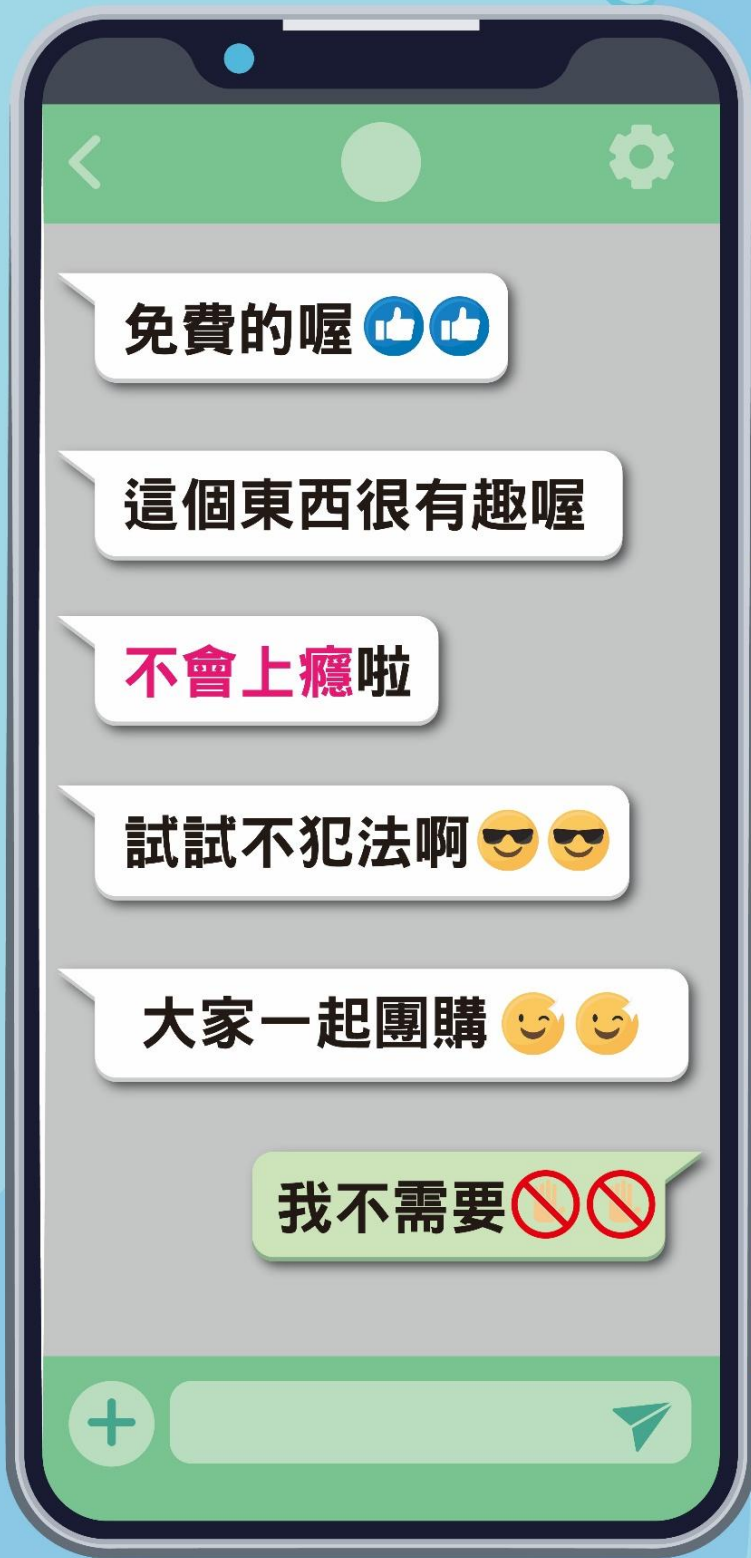 免費的喔👍👍
這個東西很有趣喔
不會上癮啦
試試不犯法啊😎😎
大家一起團購😉😉
我不需要